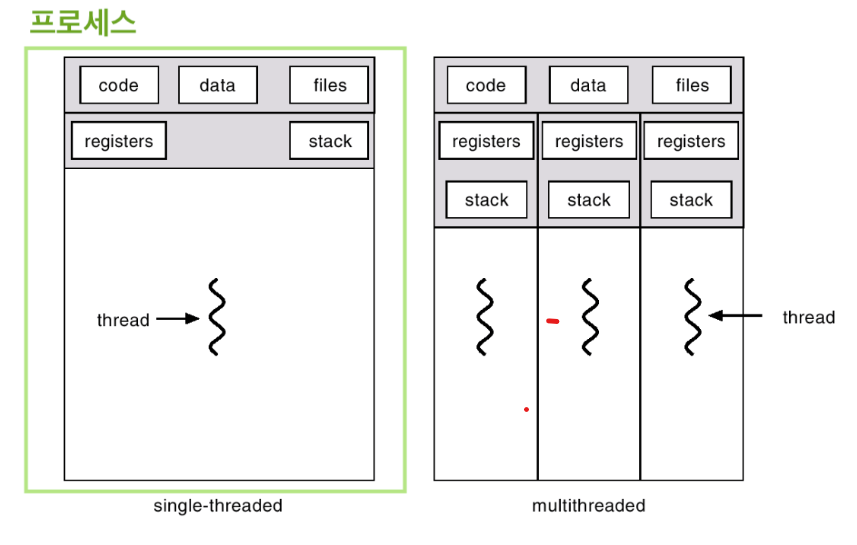 프로세스
code data files code data files
registers stack registers registers registers
stack stack stack
thread thread
single-threaded multithreaded